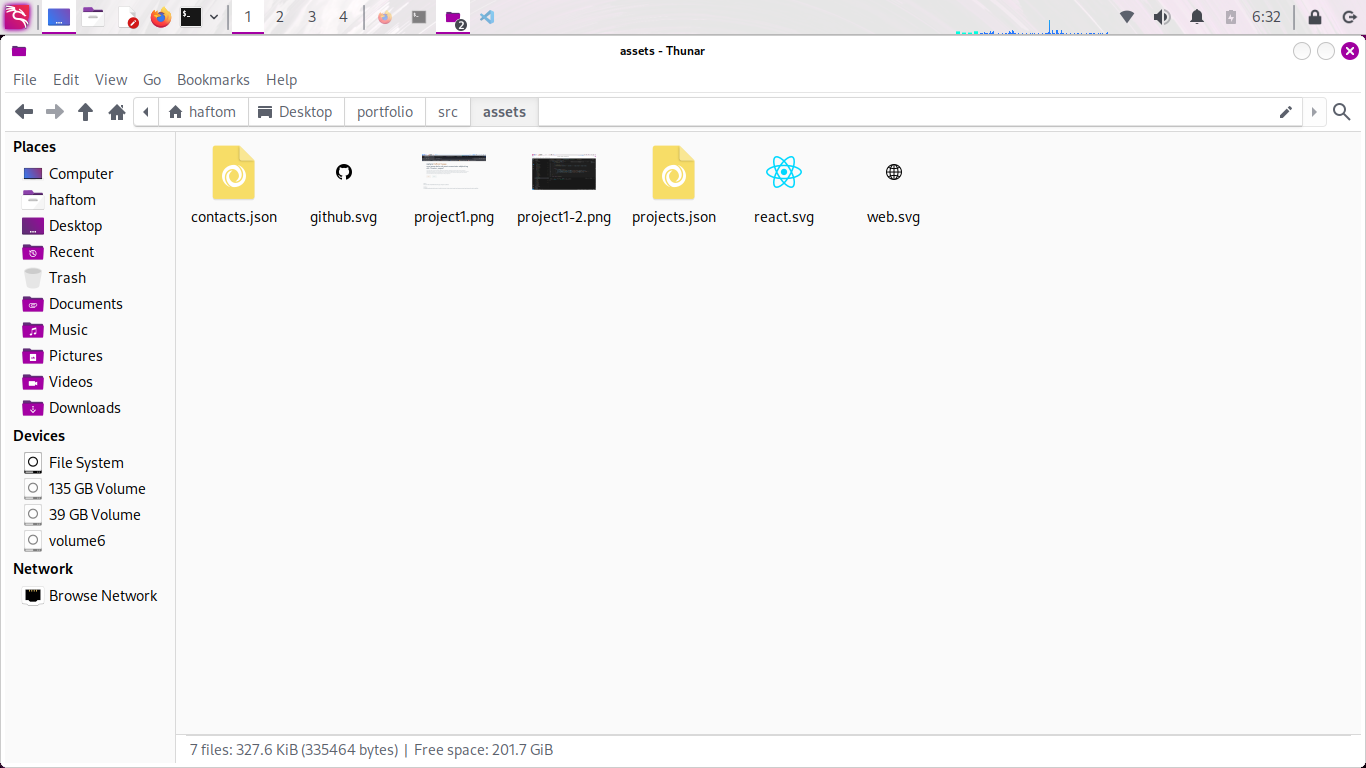 1 2 3 4 2 6:32
assets - Thunar
File Edit View Go Bookmarks Help
haftom Desktop portfolio src assets
Places
Computer
haftom
Desktop
Recent
Trash
Documents
Music
Pictures
Videos
Downloads
Devices
File System
135 GB Volume
39 GB Volume
volume6
Network
Browse Network
contacts.json github.svg project1.png project1-2.png projects.json react.svg web.svg
7 files: 327.6 KiB (335464 bytes) | Free space: 201.7 GiB